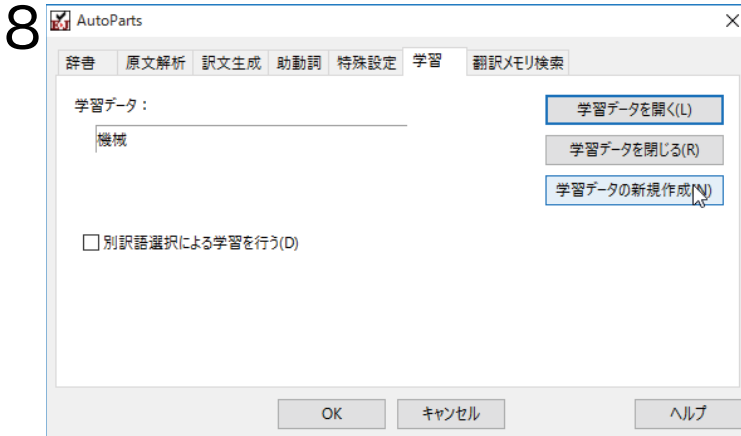 8
AutoParts
辞書 原文解析 訳文生成 助動詞 特殊設定 学習 翻訳メモリ検索
学習データ：
機械
学習データを開く(L)
学習データを閉じる(R)
学習データの新規作成(N)
別訳語選択による学習を行う(D)
OK キャンセル ヘルプ